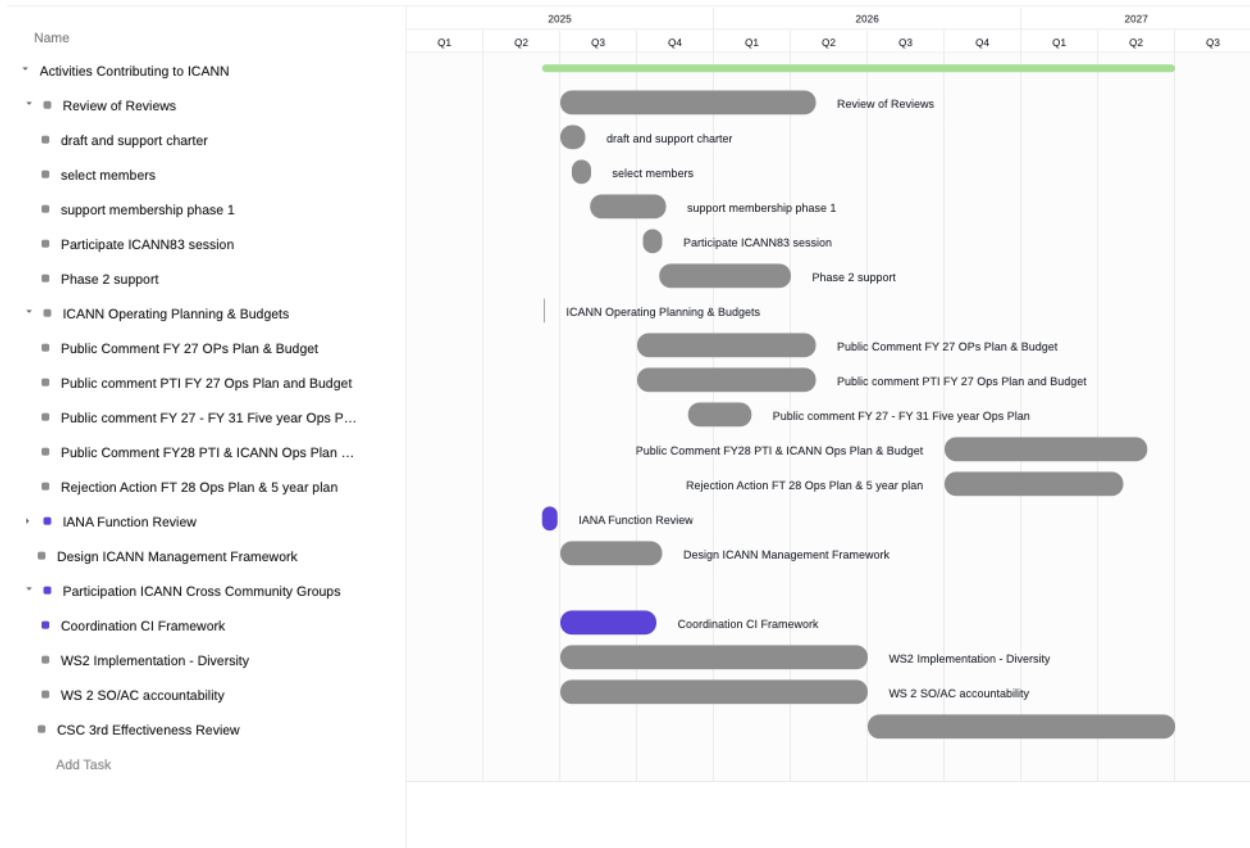 2025 2026 2027
Name
Q1 Q2 Q3 Q4 Q1 Q2 Q3 Q4 Q1 Q2 Q3
Activities Contributing to ICANN
Review of Reviews Review of Reviews
draft and support charter draft and support charter
select members select members
support membership phase 1 support membership phase 1
Participate ICANN83 session Participate ICANN83 session
Phase 2 support Phase 2 support
ICANN Operating Planning & Budgets ICANN Operating Planning & Budgets
Public Comment FY 27 OPs Plan & Budget Public Comment FY 27 OPs Plan & Budget
Public comment PTI FY 27 Ops Plan and Budget Public comment PTI FY 27 Ops Plan and Budget
Public comment FY 27 - FY 31 Five year Ops P... Public comment FY 27 - FY 31 Five year Ops Plan
Public Comment FY28 PTI & ICANN Ops Plan ... Public Comment FY28 PTI & ICANN Ops Plan & Budget
Rejection Action FT 28 Ops Plan & 5 year plan Rejection Action FT 28 Ops Plan & 5 year plan
IANA Function Review IANA Function Review
Design ICANN Management Framework Design ICANN Management Framework
Participation ICANN Cross Community Groups
Coordination CI Framework Coordination CI Framework
WS2 Implementation - Diversity WS2 Implementation - Diversity
WS 2 SO/AC accountability WS 2 SO/AC accountability
CSC 3rd Effectiveness Review
Add Task